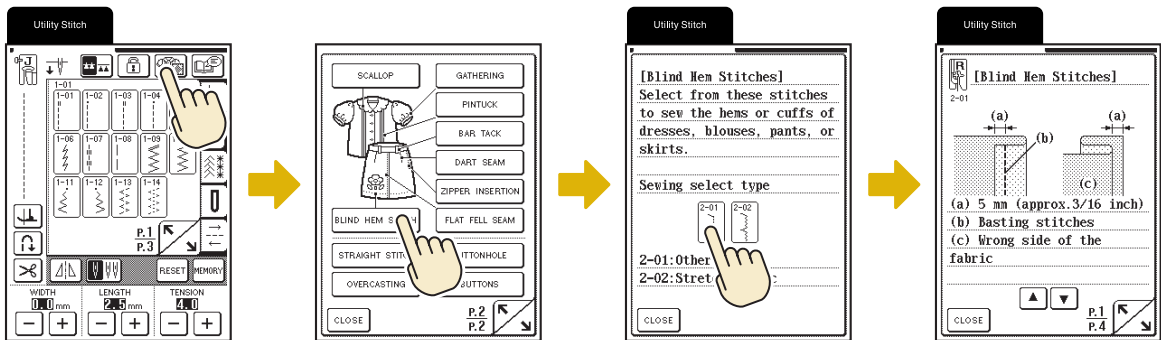 Utility Stitch
J
1-01
1-01 1-02 1-03 1-04
1-06 1-07 1-08 1-09
1-11 1-12 1-13 1-14
P.1
P.3
RESET MEMORY
WIDTH LENGTH TENSION
0.0 mm 2.5 mm 4.0
− + − + − +
SCALLOP GATHERING
PINTUCK
BAR TACK
DART SEAM
ZIPPER INSERTION
BLIND HEM FLAT FELL SEAM
STRAIGHT
OVERCASTING
CLOSE P.2
P.2
Utility Stitch
[Blind Hem Stitches]
Select from these stitches
to sew the hems or cuffs of
dresses, blouses, pants, or
skirts.
Sewing select type
2-01 2-02
2-01:Other
2-02:Stret
CLOSE
Utility Stitch
R [Blind Hem Stitches]
2-01
(a) (a)
(b)
(c)
(a) 5 mm (approx.3/16 inch)
(b) Basting stitches
(c) Wrong side of the
fabric
CLOSE P.1
P.4